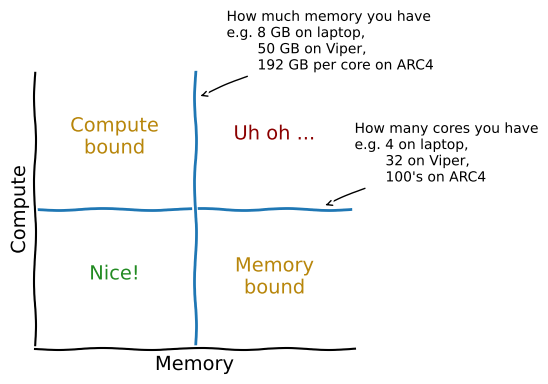 How much memory you have
e.g. 8 GB on laptop,
50 GB on Viper,
192 GB per core on ARC4
How many cores you have
e.g. 4 on laptop,
32 on Viper,
100's on ARC4
Compute
bound
Uh oh ...
Nice!
Memory
bound
Compute
Memory